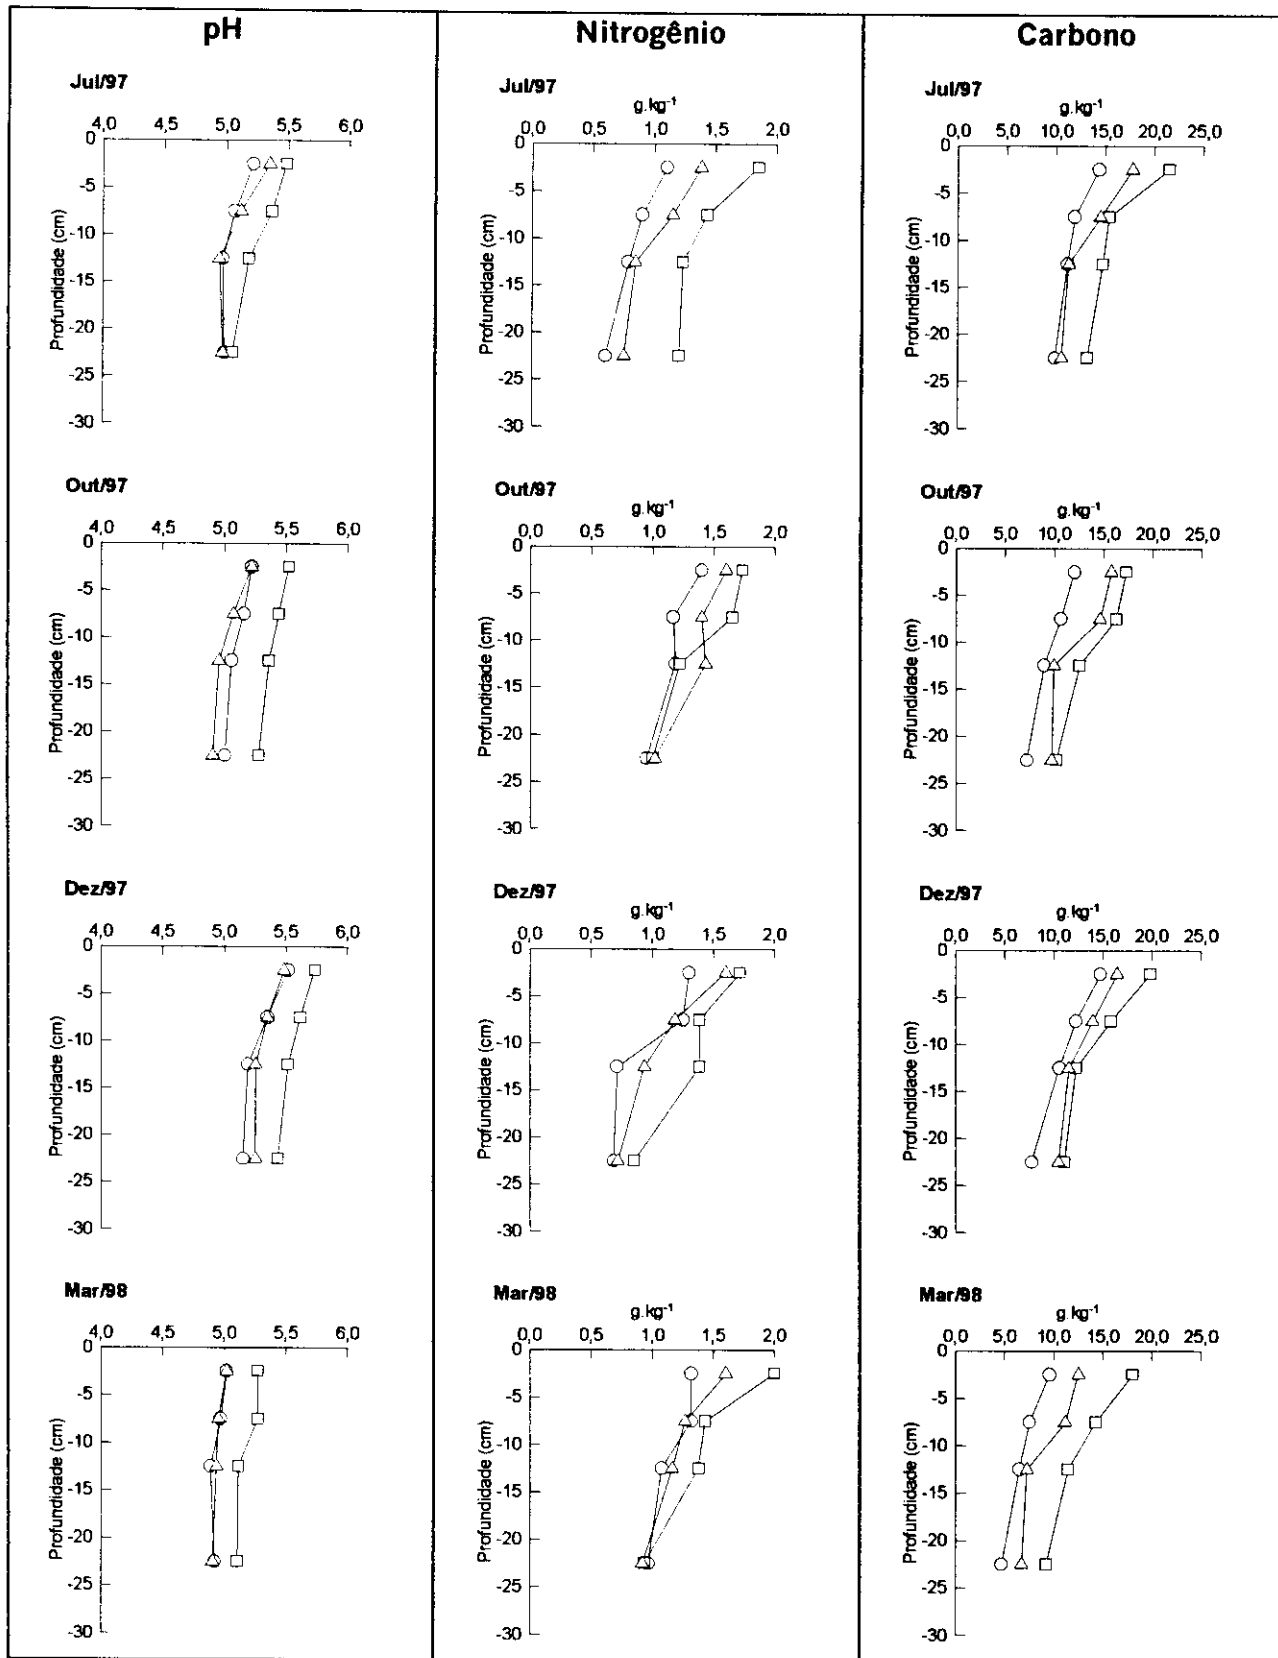 pH
Nitrogênio
Carbono
Jul/97
4,0 4,5 5,0 5,5 6,0
0
-5
-10
-15
-20
-25
-30
Profundidade (cm)
Jul/97
g.kg⁻¹
0,0 0,5 1,0 1,5 2,0
0
-5
-10
-15
-20
-25
-30
Profundidade (cm)
Jul/97
g.kg⁻¹
0,0 5,0 10,0 15,0 20,0 25,0
0
-5
-10
-15
-20
-25
-30
Profundidade (cm)
Out/97
4,0 4,5 5,0 5,5 6,0
0
-5
-10
-15
-20
-25
-30
Profundidade (cm)
Out/97
g.kg⁻¹
0,0 0,5 1,0 1,5 2,0
0
-5
-10
-15
-20
-25
-30
Profundidade (cm)
Out/97
g.kg⁻¹
0,0 5,0 10,0 15,0 20,0 25,0
0
-5
-10
-15
-20
-25
-30
Profundidade (cm)
Dez/97
4,0 4,5 5,0 5,5 6,0
0
-5
-10
-15
-20
-25
-30
Profundidade (cm)
Dez/97
g.kg⁻¹
0,0 0,5 1,0 1,5 2,0
0
-5
-10
-15
-20
-25
-30
Profundidade (cm)
Dez/97
g.kg⁻¹
0,0 5,0 10,0 15,0 20,0 25,0
0
-5
-10
-15
-20
-25
-30
Profundidade (cm)
Mar/98
4,0 4,5 5,0 5,5 6,0
0
-5
-10
-15
-20
-25
-30
Profundidade (cm)
Mar/98
g.kg⁻¹
0,0 0,5 1,0 1,5 2,0
0
-5
-10
-15
-20
-25
-30
Profundidade (cm)
Mar/98
g.kg⁻¹
0,0 5,0 10,0 15,0 20,0 25,0
0
-5
-10
-15
-20
-25
-30
Profundidade (cm)